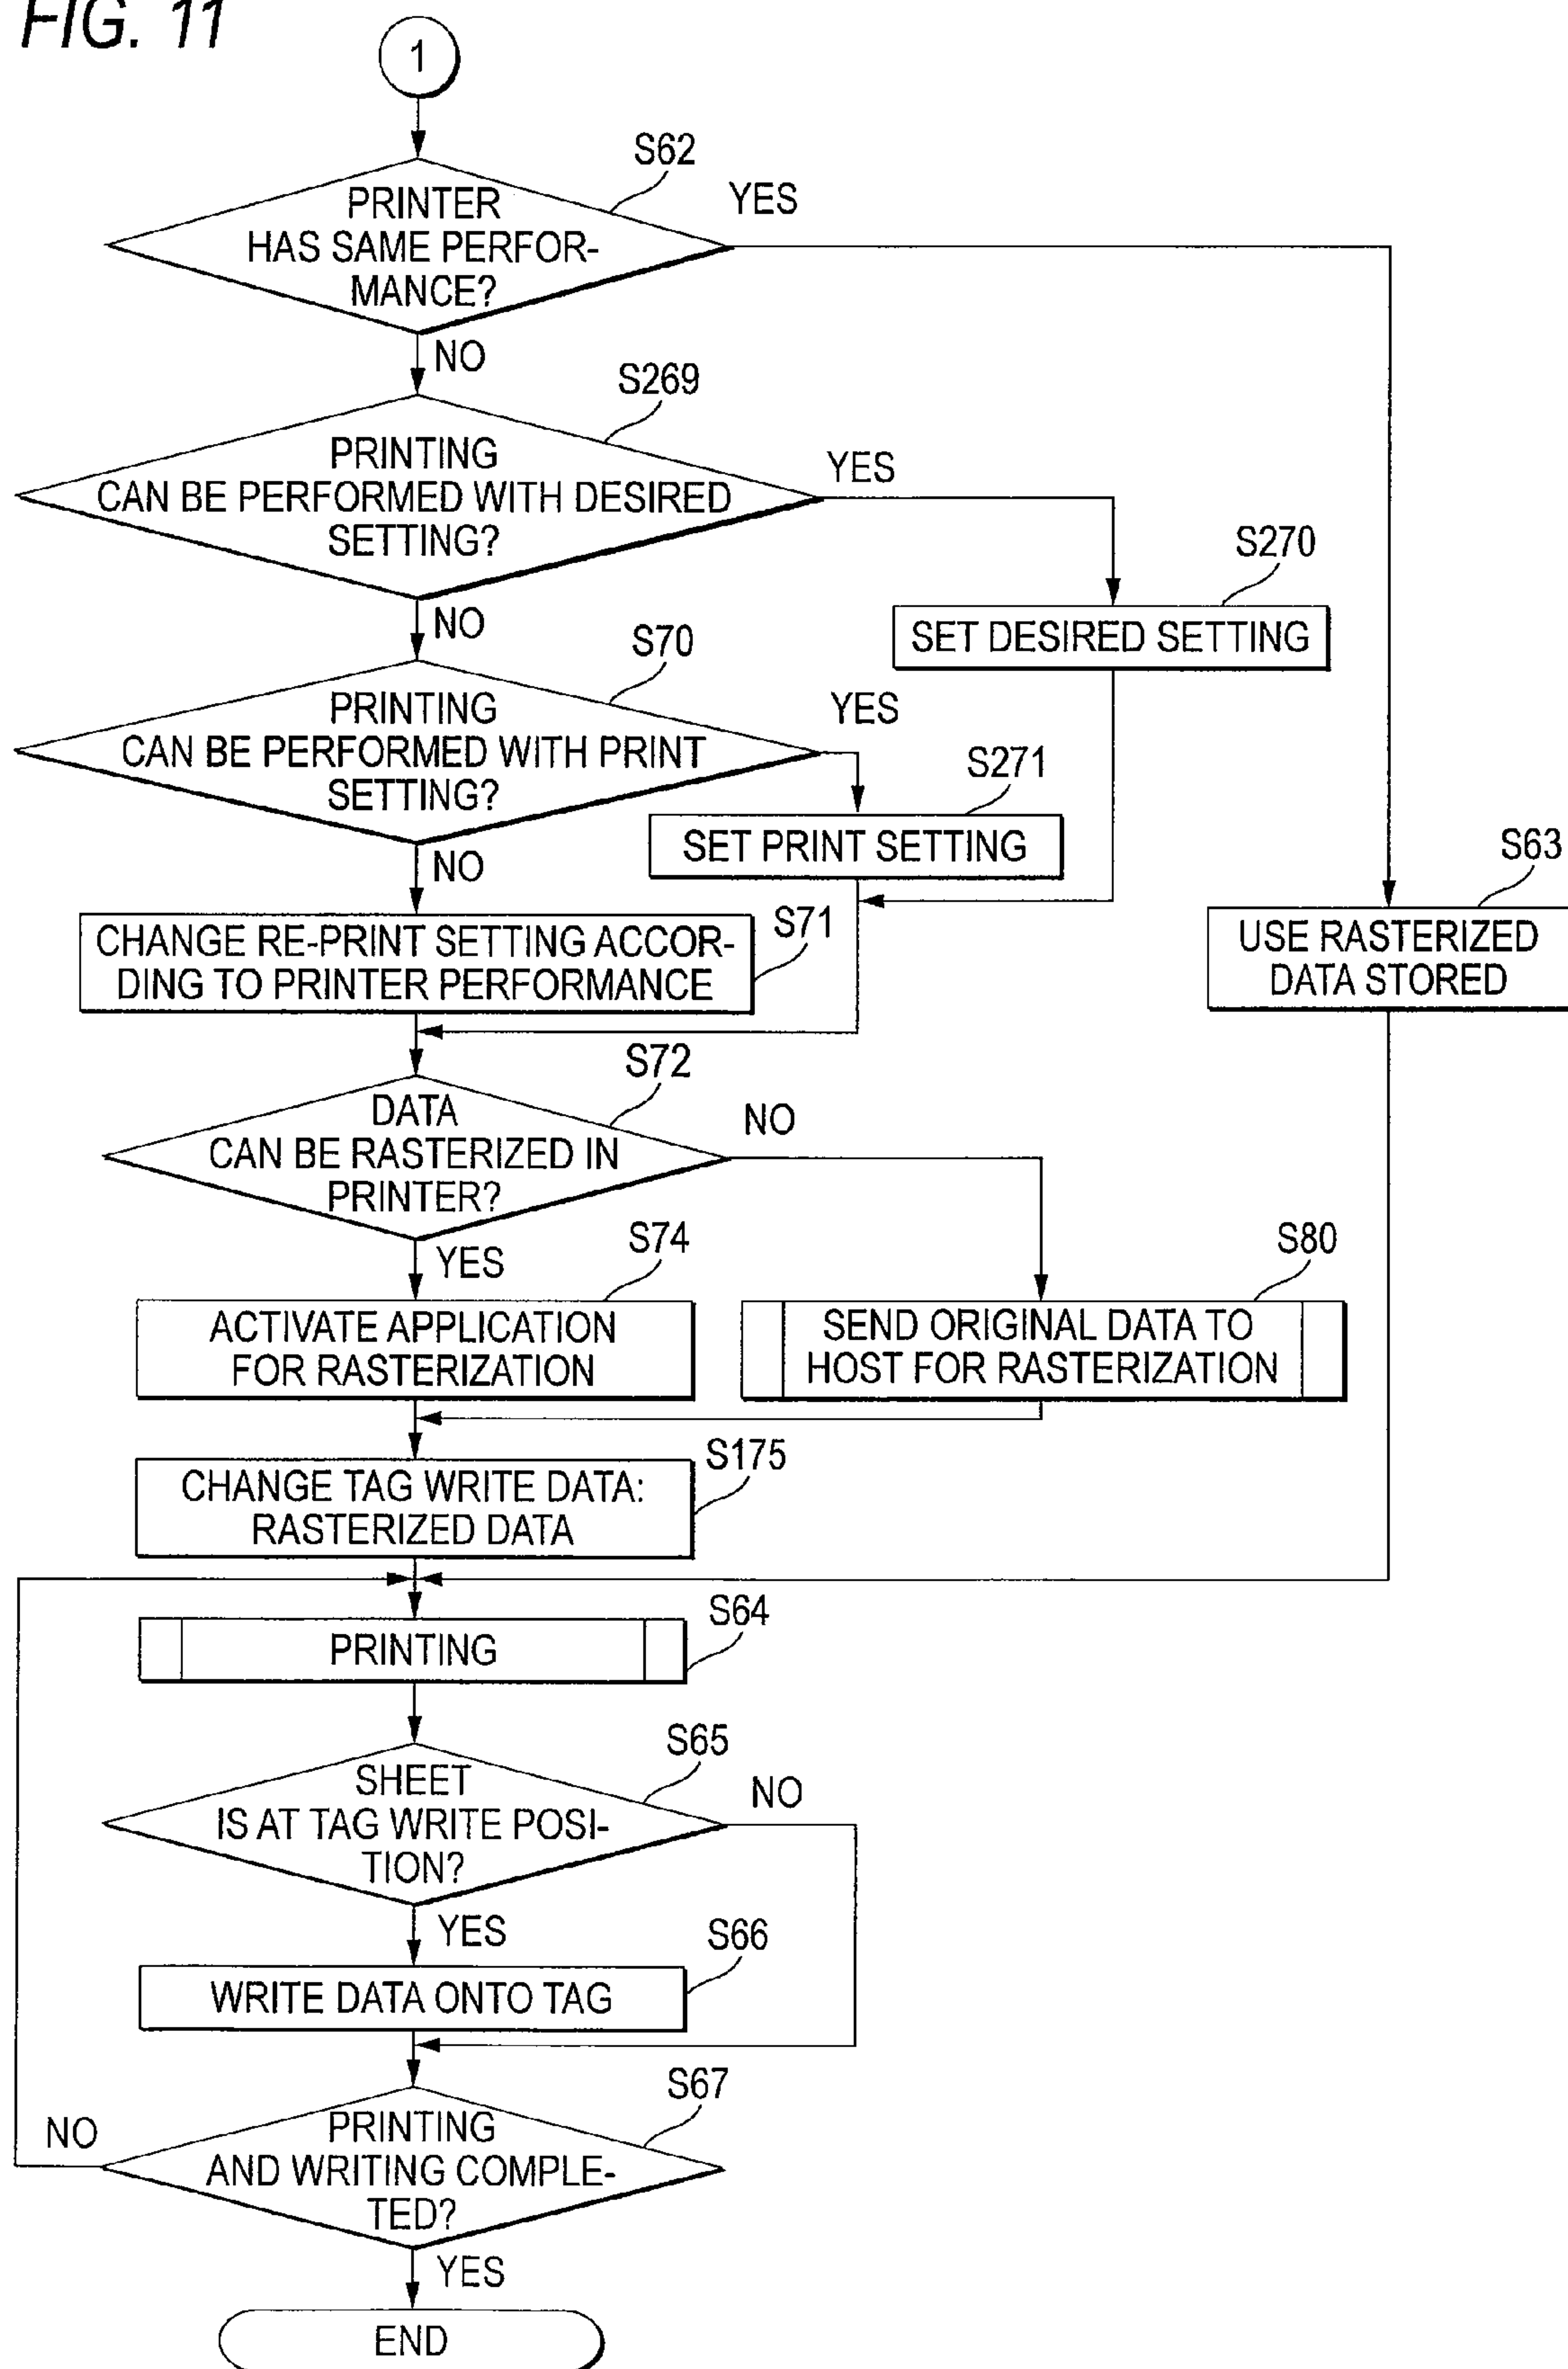 FIG. 11
1
S62
PRINTER
HAS SAME PERFOR-
MANCE?
YES
NO
S269
PRINTING
CAN BE PERFORMED WITH DESIRED
SETTING?
YES
S270
SET DESIRED SETTING
NO
S70
PRINTING
CAN BE PERFORMED WITH PRINT
SETTING?
YES
S271
SET PRINT SETTING
NO
S63
USE RASTERIZED
DATA STORED
S71
CHANGE RE-PRINT SETTING ACCOR-
DING TO PRINTER PERFORMANCE
S72
DATA
CAN BE RASTERIZED IN
PRINTER?
NO
YES
S74
ACTIVATE APPLICATION
FOR RASTERIZATION
S80
SEND ORIGINAL DATA TO
HOST FOR RASTERIZATION
S175
CHANGE TAG WRITE DATA:
RASTERIZED DATA
S64
PRINTING
S65
SHEET
IS AT TAG WRITE POSI-
TION?
NO
YES
S66
WRITE DATA ONTO TAG
S67
PRINTING
AND WRITING COMPLE-
TED?
NO
YES
END